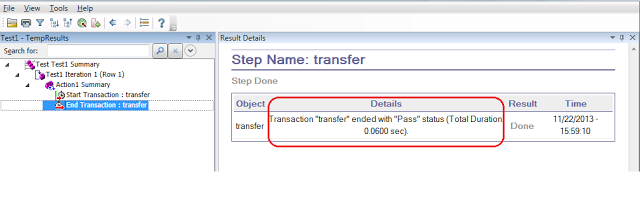 File View Tools Help
Test1 - TempResults
Search for:
Test Test1 Summary
Test1 Iteration 1 (Row 1)
Action1 Summary
Start Transaction : transfer
End Transaction : transfer
Result Details
Step Name: transfer
Step Done
Object Details Result Time
transfer Transaction "transfer" ended with "Pass" status (Total Duration Done 11/22/2013 -
0.0600 sec). 15:59:10